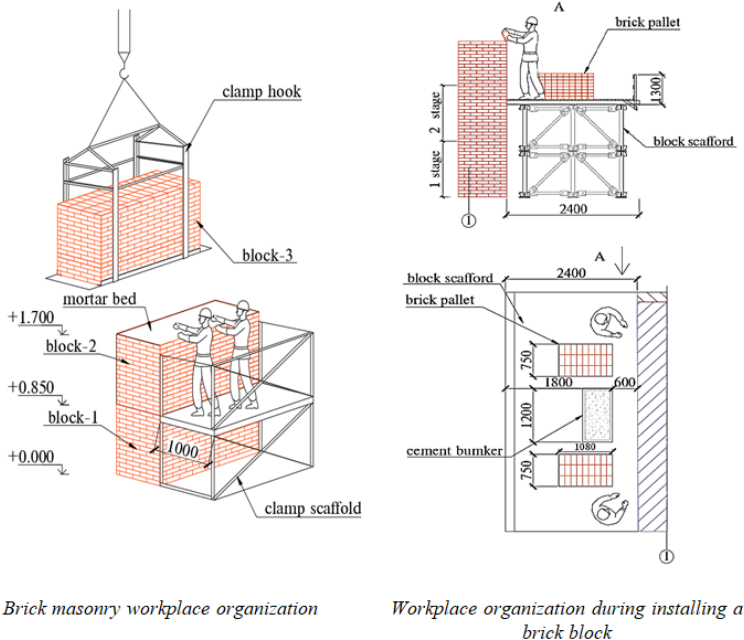 clamp hook
block-3
mortar bed
+1.700
block-2
+0.850
block-1
+0.000
1000
clamp scaffold
A
brick pallet
1300
2 stage
block scafford
1 stage
2400
1
A
2400
block scafford
brick pallet
750
1800
600
1200
cement bumker
1080
750
1
Brick masonry workplace organization
Workplace organization during installing a
brick block